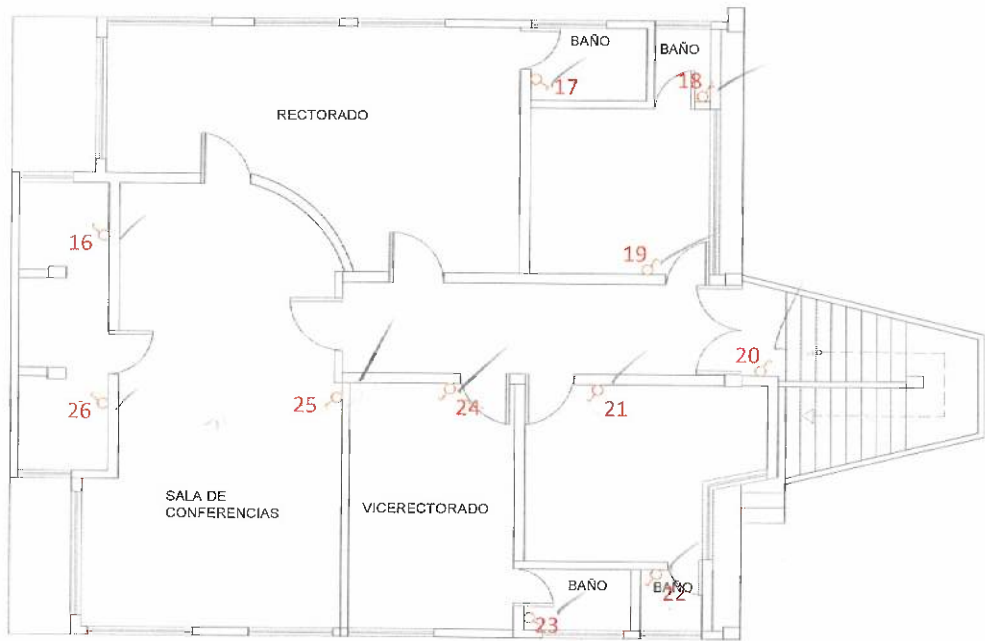 BAÑO
BAÑO
17
18
RECTORADO
16
19
20
26
25
24
21
SALA DE
CONFERENCIAS
VICERECTORADO
BAÑO
BAÑO
22
23